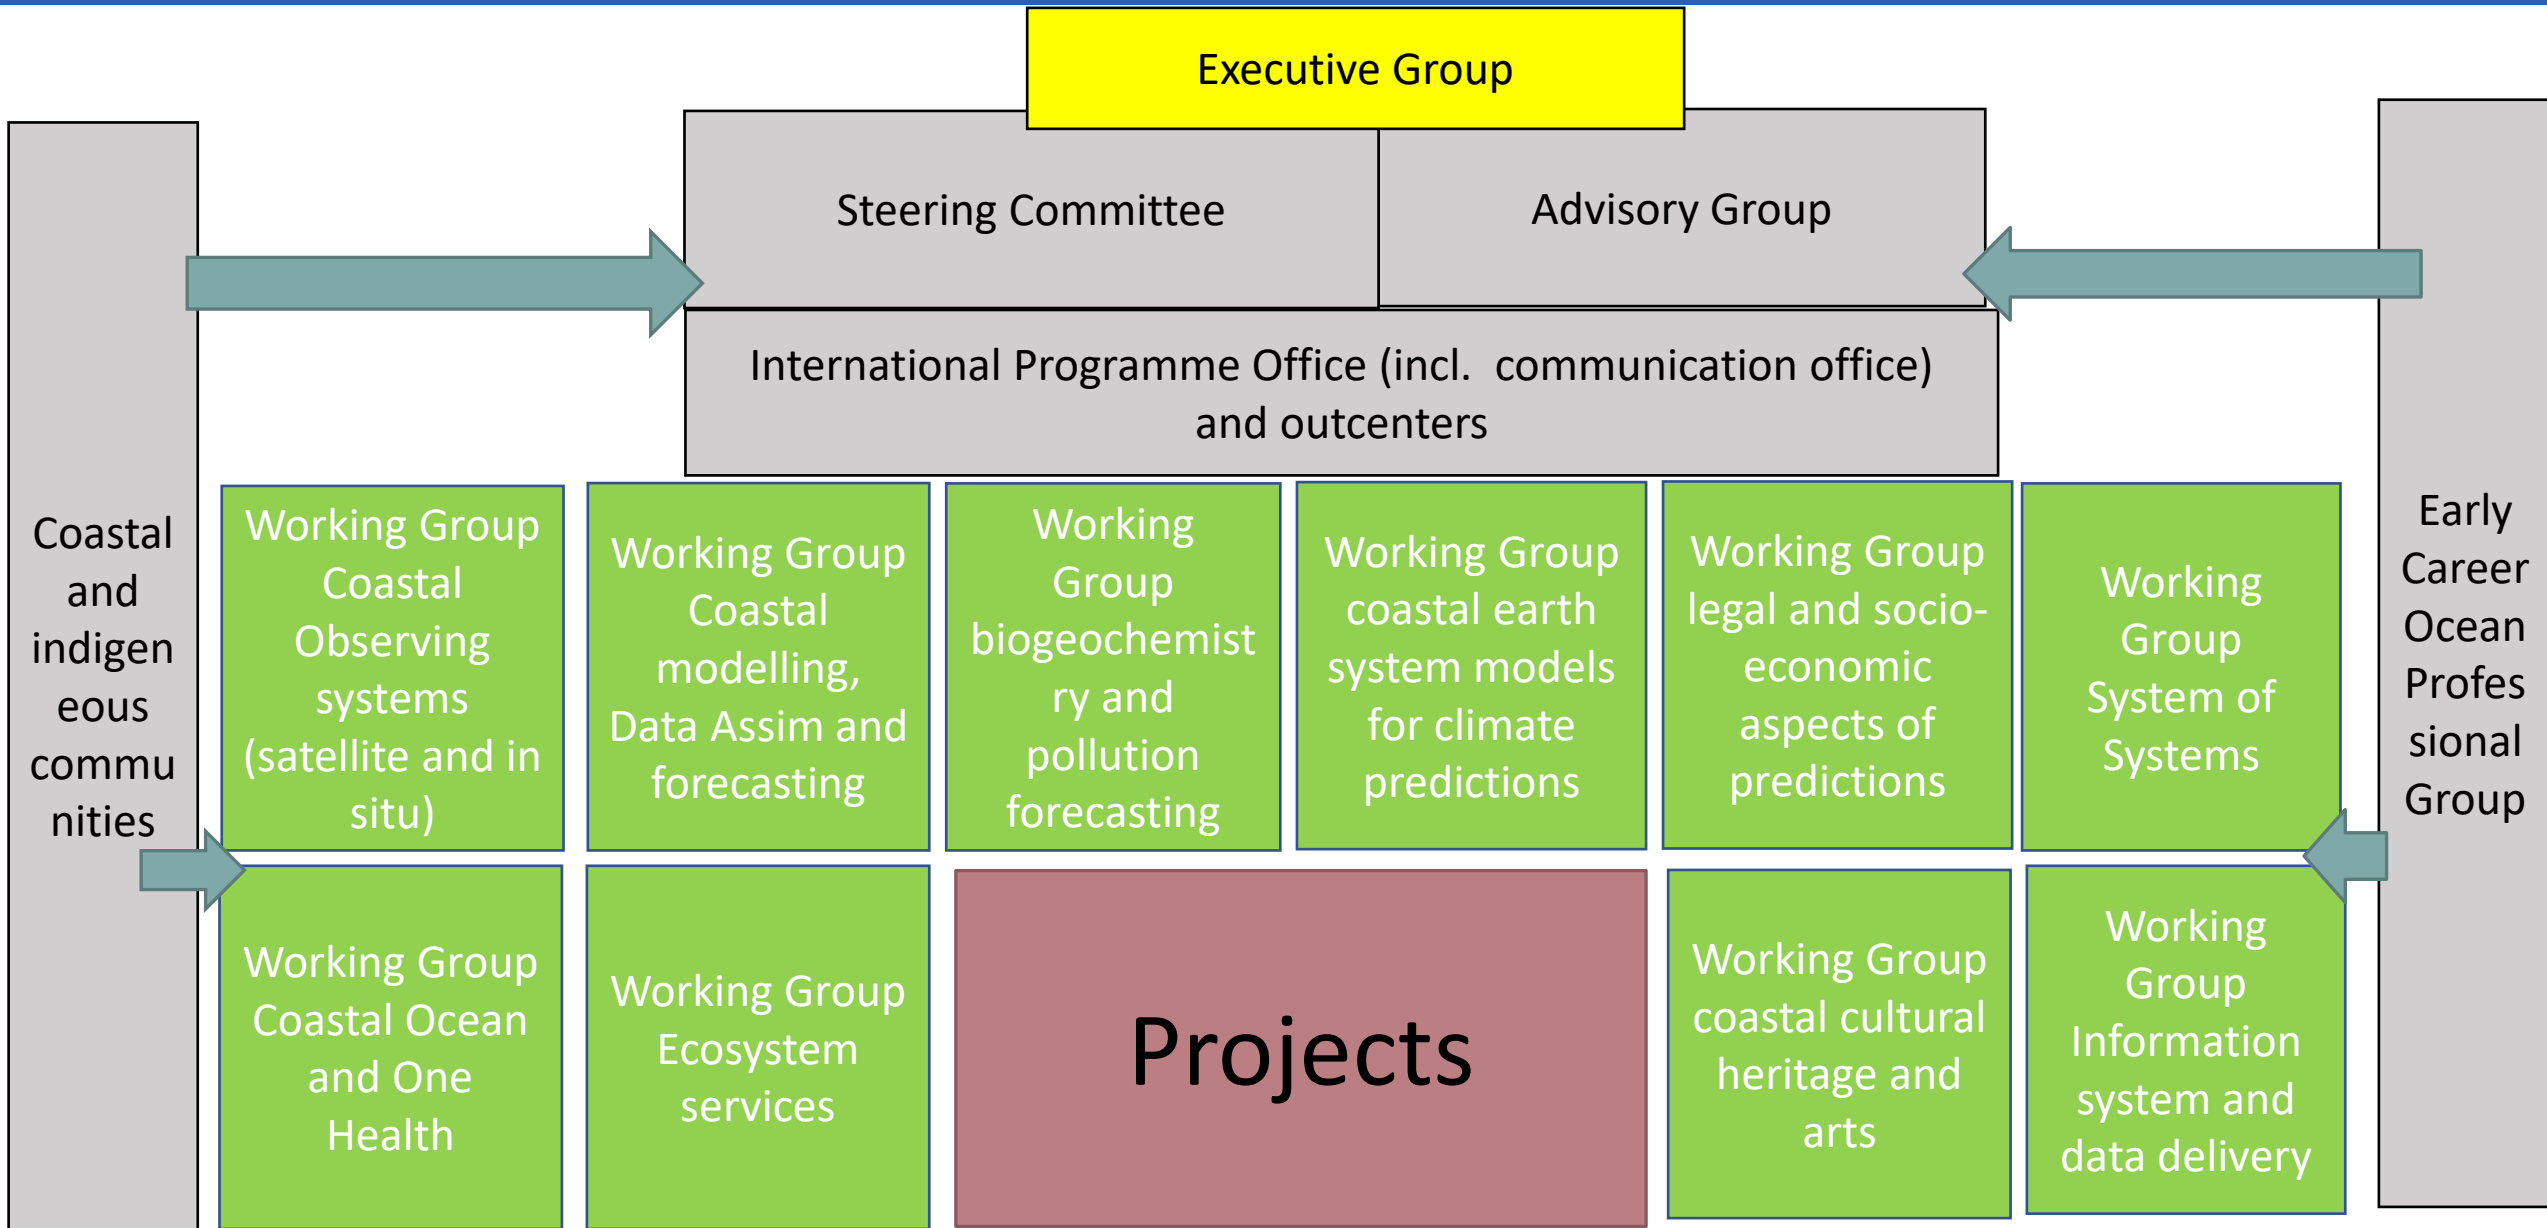 Executive Group
Steering Committee
Advisory Group
International Programme Office (incl.  communication office)
and outcenters
Coastal
and
indigen
eous
commu
nities
Working Group
Coastal
Observing
systems
(satellite and in
situ)
Working Group
Coastal
modelling,
Data Assim and
forecasting
Working
Group
biogeochemist
ry and
pollution
forecasting
Working Group
coastal earth
system models
for climate
predictions
Working Group
legal and socio-
economic
aspects of
predictions
Working
Group
System of
Systems
Early
Career
Ocean
Profes
sional
Group
Working Group
Coastal Ocean
and One
Health
Working Group
Ecosystem
services
Projects
Working Group
coastal cultural
heritage and
arts
Working
Group
Information
system and
data delivery